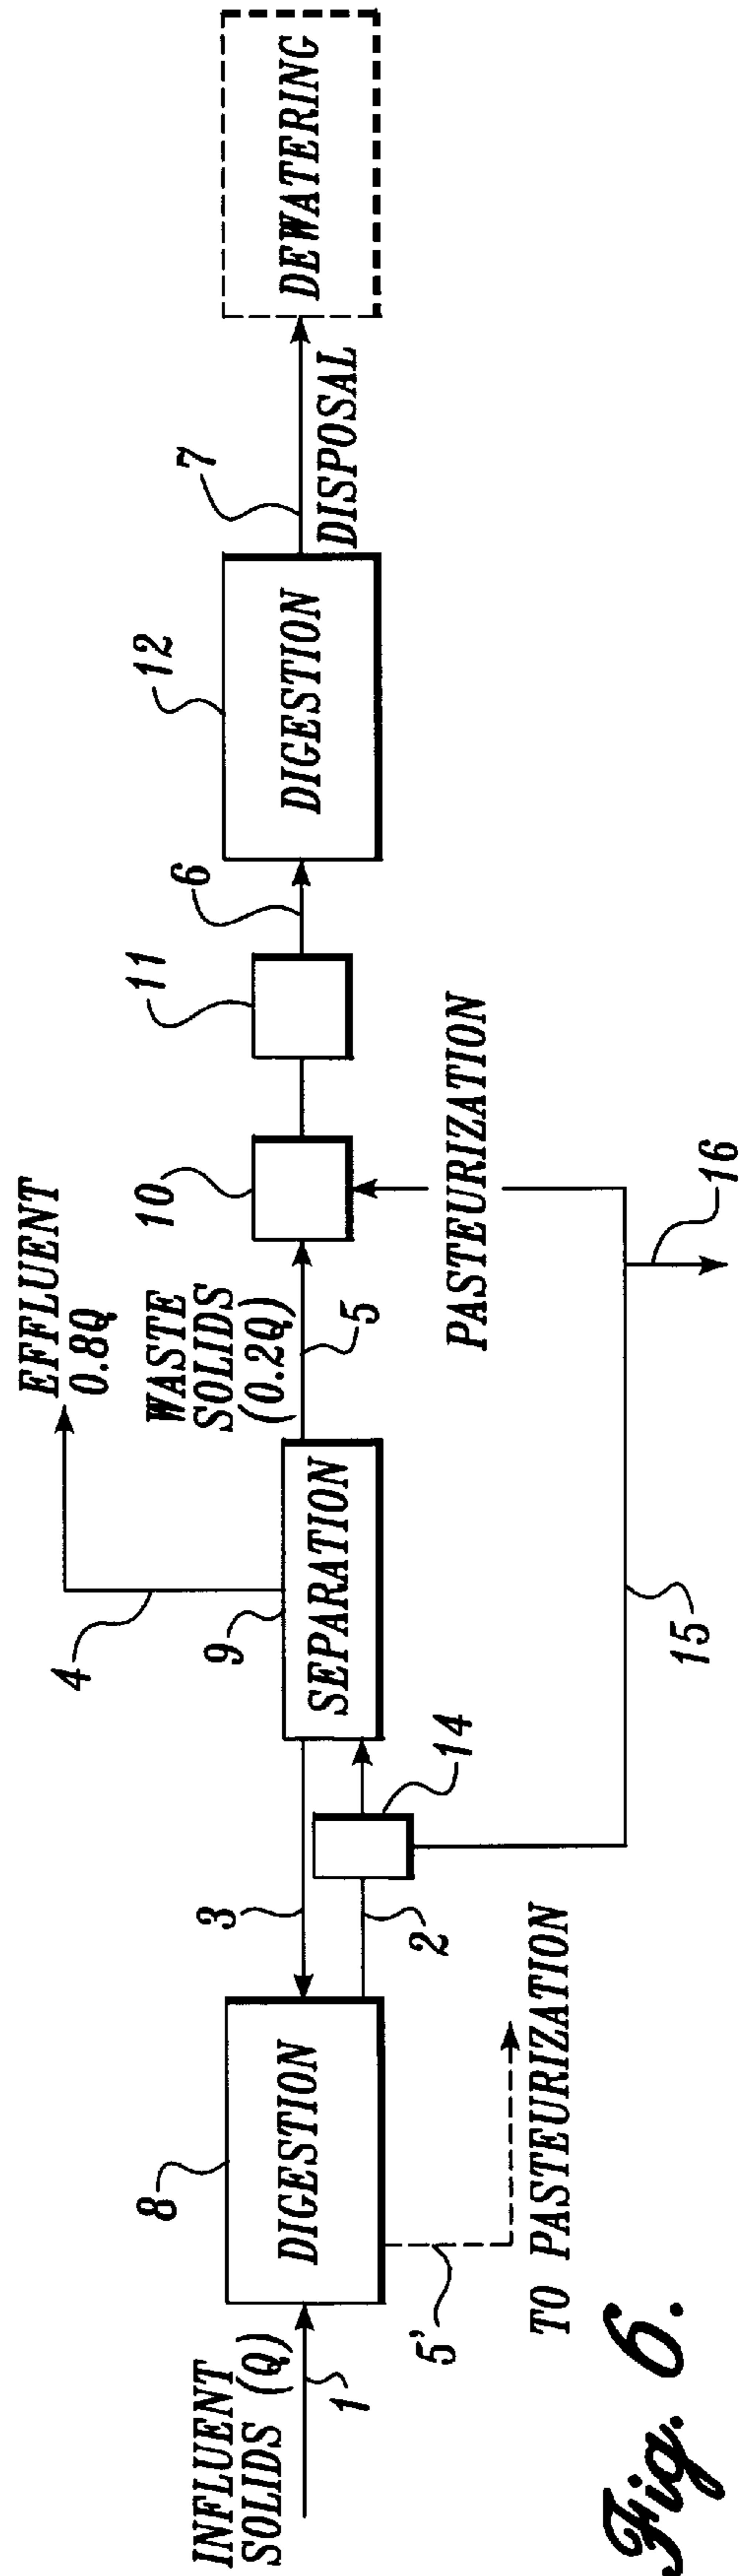 INFLUENT
SOLIDS (Q)
1
8
DIGESTION
5'
TO PASTEURIZATION
3
2
14
4
9
SEPARATION
EFFLUENT
0.8Q
WASTE
SOLIDS
(0.2Q)
5
15
10
PASTEURIZATION
16
11
6
12
DIGESTION
7
DISPOSAL
DEWATERING
Fig. 6.